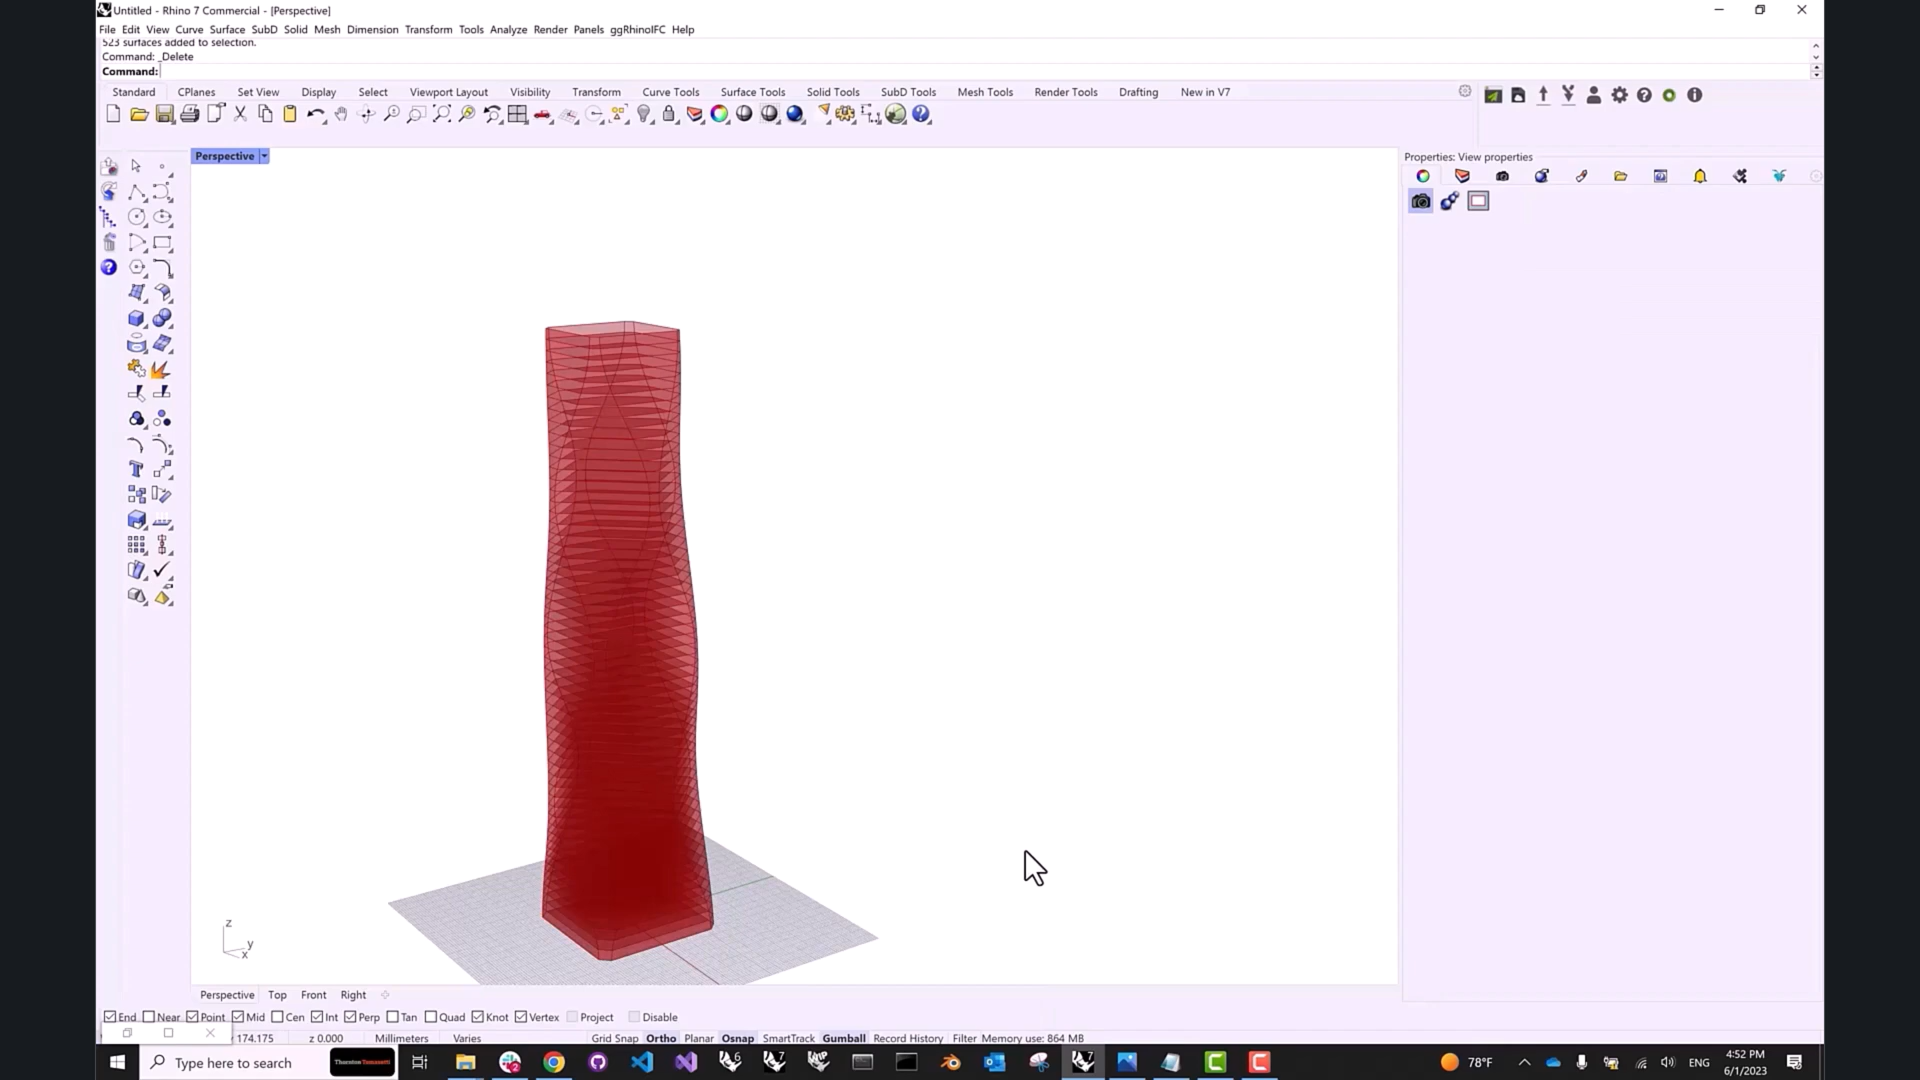 Untitled - Rhino 7 Commercial - [Perspective]
File Edit View Curve Surface SubD Solid Mesh Dimension Transform Tools Analyze Render Panels ggRhinoIFC Help
523 surfaces added to selection.
Command: _Delete
Command:
Standard CPlanes Set View Display Select Viewport Layout Visibility Transform Curve Tools Surface Tools Solid Tools SubD Tools Mesh Tools Render Tools Drafting New in V7
Perspective
Properties: View properties
z
y
x
Perspective Top Front Right
End Near Point Mid Cen Int Perp Tan Quad Knot Vertex Project Disable
174.175 z 0.000 Millimeters Varies Grid Snap Ortho Planar Osnap SmartTrack Gumball Record History Filter Memory use: 864 MB
Type here to search
Thornton Tomasetti
78°F
ENG
4:52 PM
6/1/2023